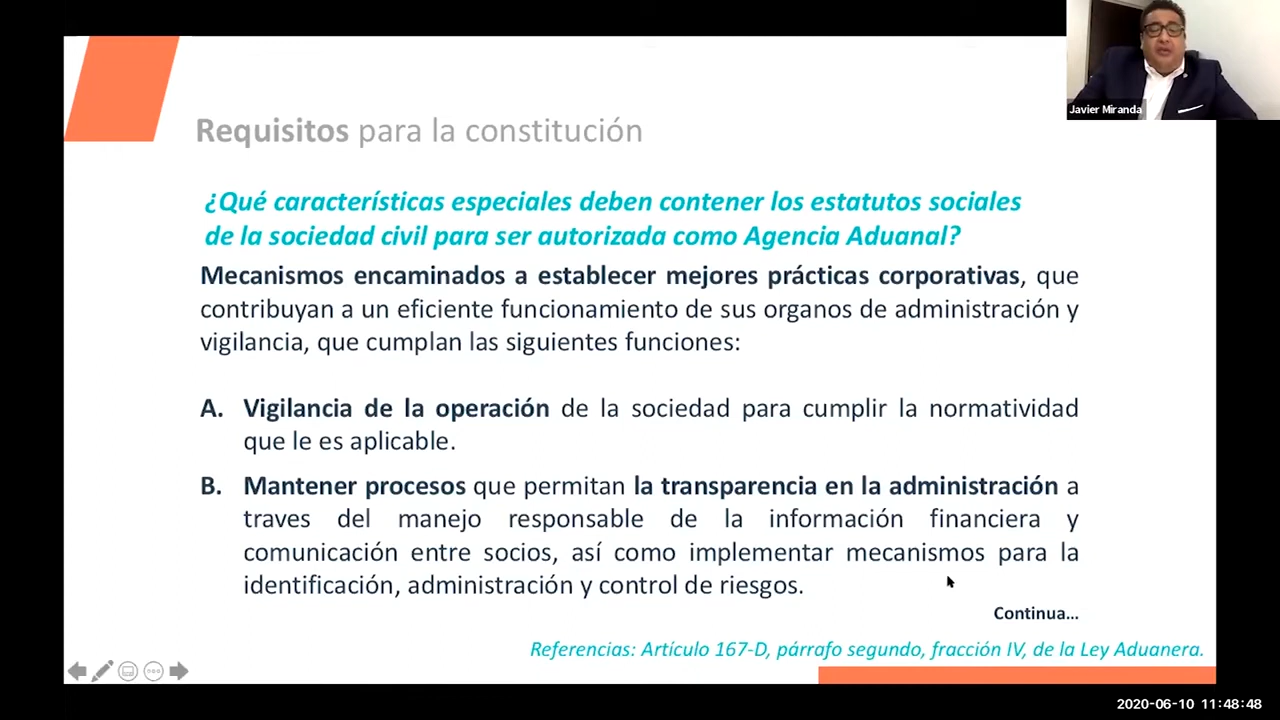 Javier Miranda
Requisitos para la constitución
¿Qué características especiales deben contener los estatutos sociales
de la sociedad civil para ser autorizada como Agencia Aduanal?
Mecanismos encaminados a establecer mejores prácticas corporativas, que
contribuyan a un eficiente funcionamiento de sus organos de administración y
vigilancia, que cumplan las siguientes funciones:
A. Vigilancia de la operación de la sociedad para cumplir la normatividad
que le es aplicable.
B. Mantener procesos que permitan la transparencia en la administración a
traves del manejo responsable de la información financiera y
comunicación entre socios, así como implementar mecanismos para la
identificación, administración y control de riesgos.
Continua...
Referencias: Artículo 167-D, párrafo segundo, fracción IV, de la Ley Aduanera.
2020-06-10 11:48:48